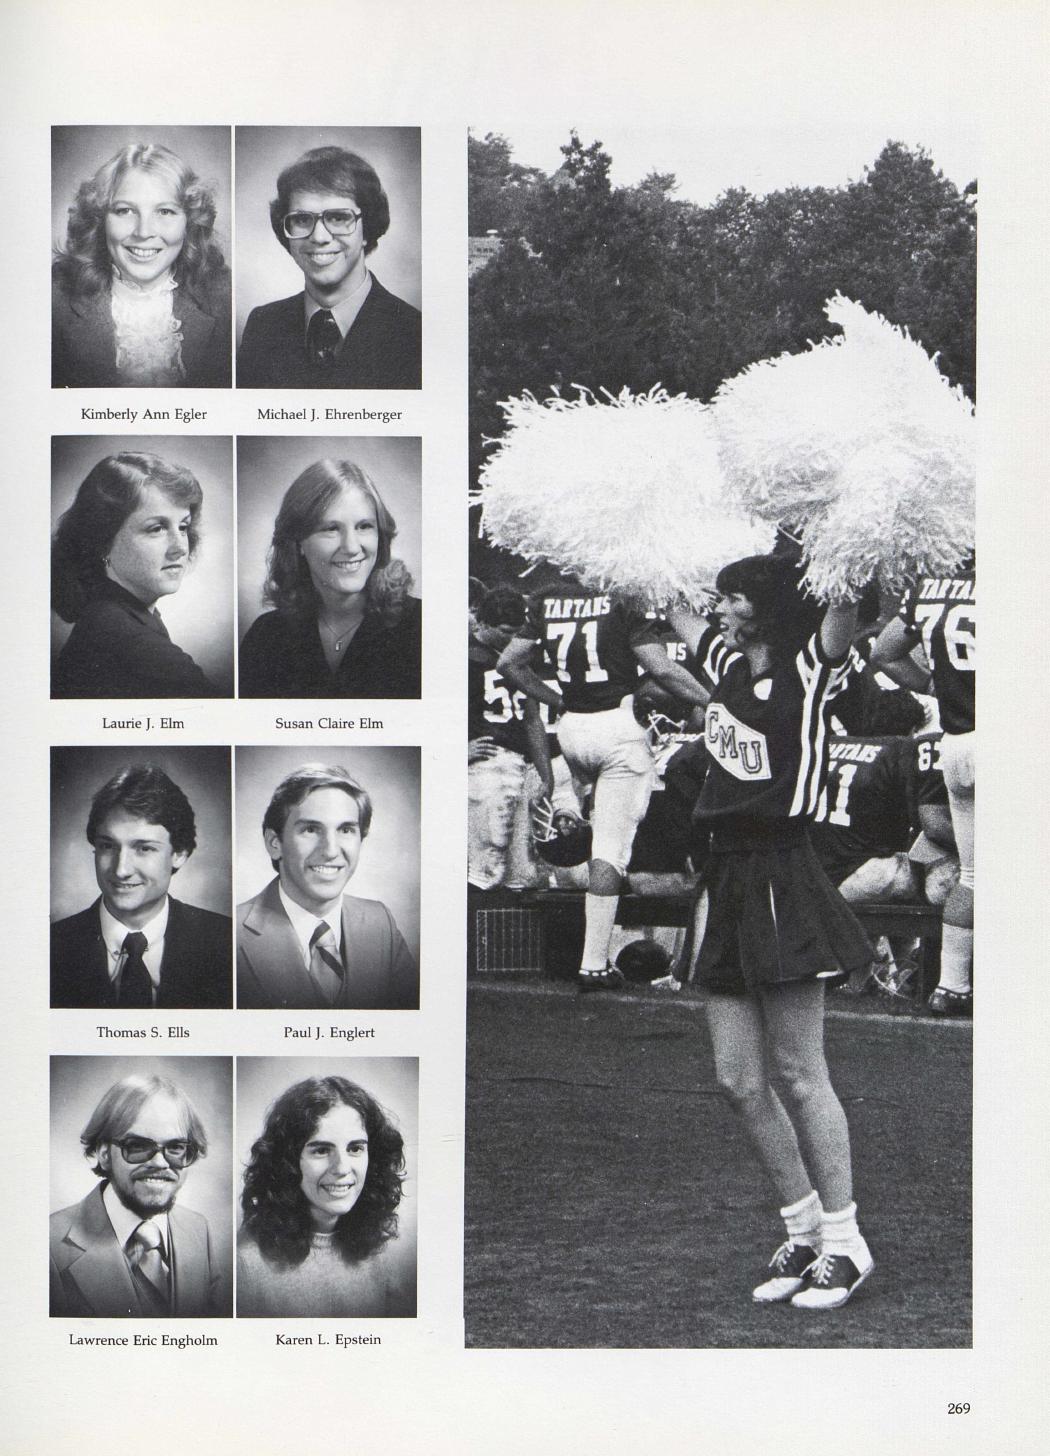 Kimberly Ann Egler
Michael J. Ehrenberger
Laurie J. Elm
Susan Claire Elm
Thomas S. Ells
Paul J. Englert
Lawrence Eric Engholm
Karen L. Epstein
TARTANS
71
TARTA
76
CMU
269